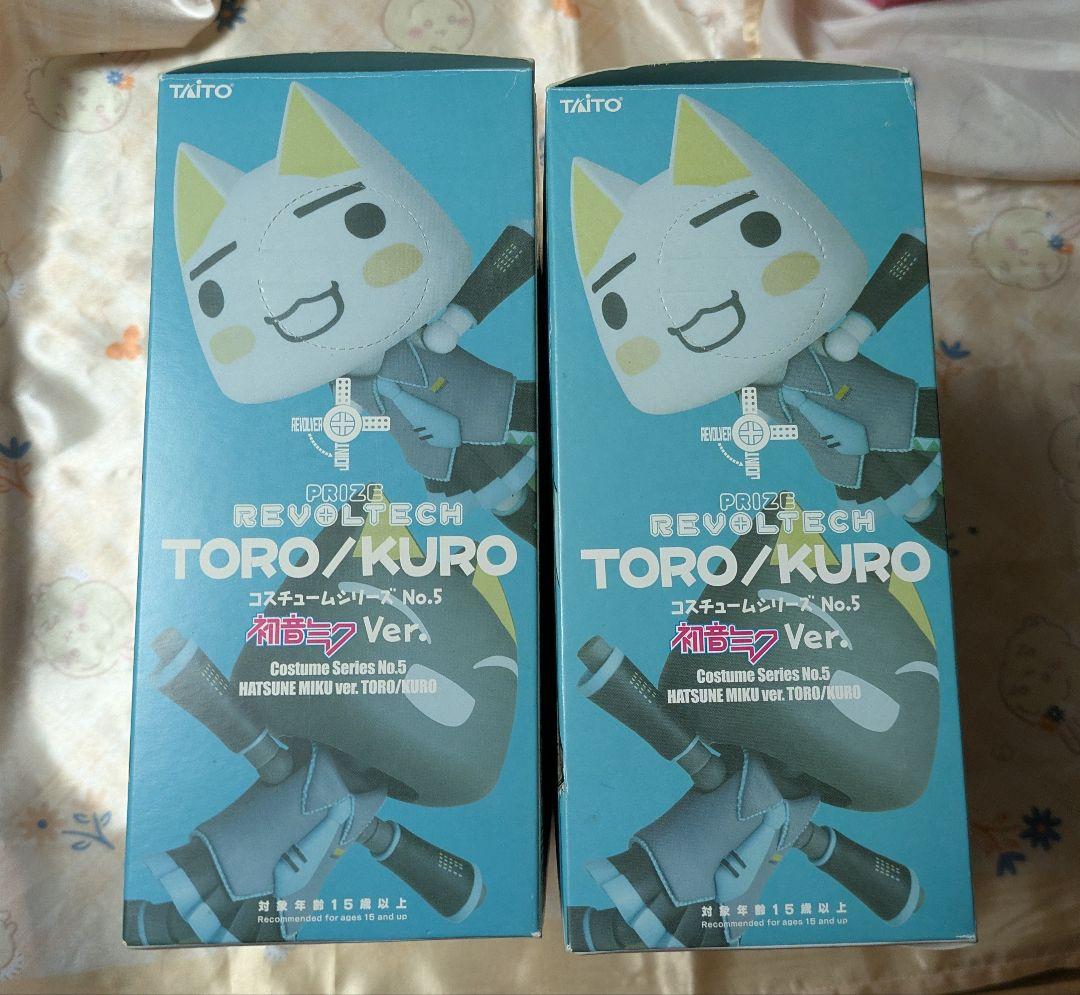 TAITO
REVOLVER
JOINT
PRIZE
REVOLTECH
TORO/KURO
コスチュームシリーズ No.5
初音ミク Ver.
Costume Series No.5
HATSUNE MIKU ver. TORO/KURO
対象年齢15歳以上
Recommended for ages 15 and up
TAITO
REVOLVER
JOINT
PRIZE
REVOLTECH
TORO/KURO
コスチュームシリーズ No.5
初音ミク Ver.
Costume Series No.5
HATSUNE MIKU ver. TORO/KURO
対象年齢15歳以上
Recommended for ages 15 and up